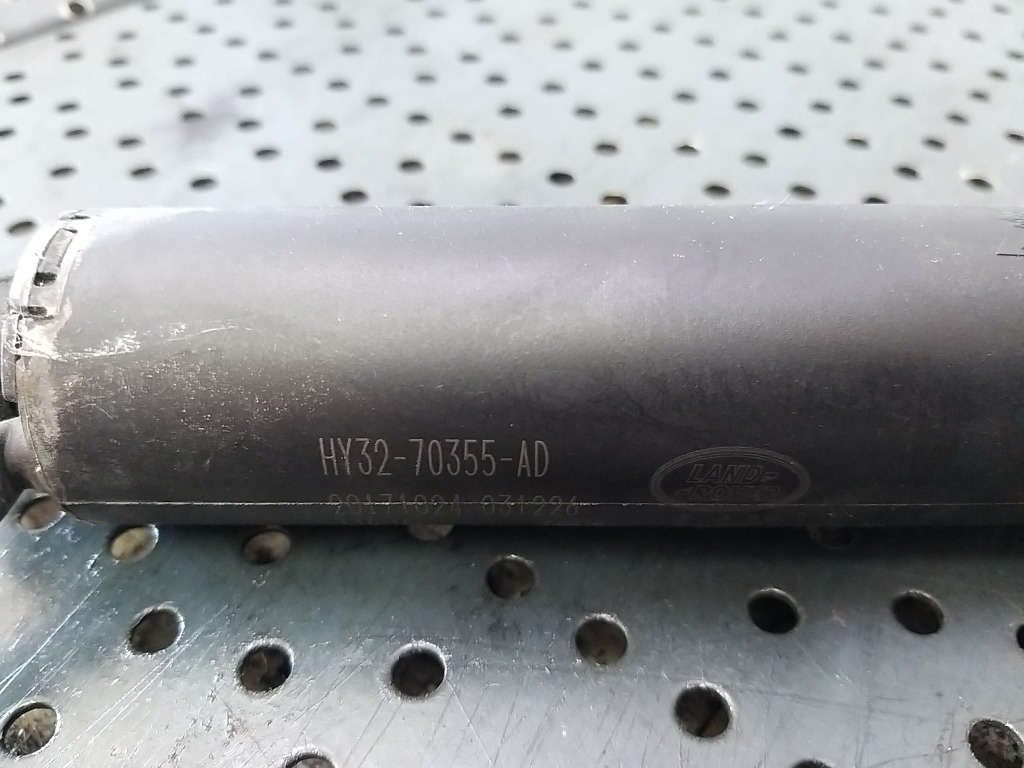 HY32-70355-AD
LAND-
-ROVER
20171024 031226